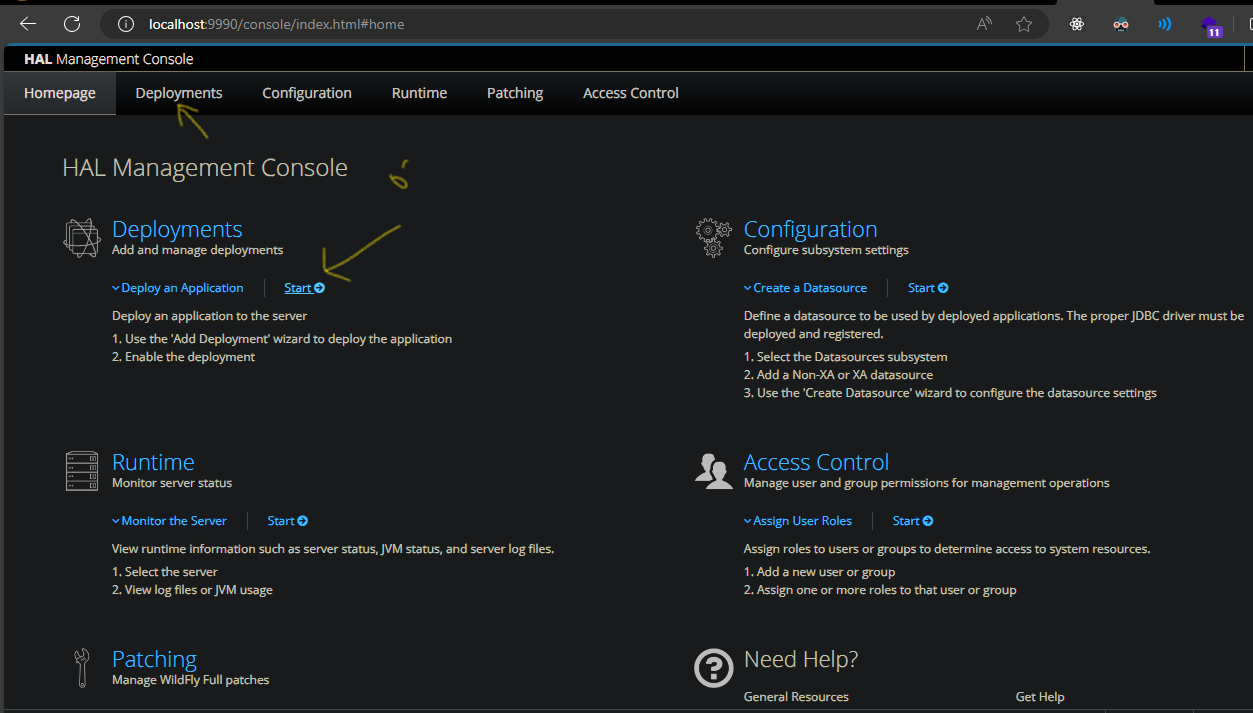 localhost:9990/console/index.html#home
11
HAL Management Console
Homepage Deployments Configuration Runtime Patching Access Control
HAL Management Console
ó
Deployments
Add and manage deployments
Deploy an Application Start
Deploy an application to the server
1. Use the 'Add Deployment' wizard to deploy the application
2. Enable the deployment
Configuration
Configure subsystem settings
Create a Datasource Start
Define a datasource to be used by deployed applications. The proper JDBC driver must be
deployed and registered.
1. Select the Datasources subsystem
2. Add a Non-XA or XA datasource
3. Use the 'Create Datasource' wizard to configure the datasource settings
Runtime
Monitor server status
Monitor the Server Start
View runtime information such as server status, JVM status, and server log files.
1. Select the server
2. View log files or JVM usage
Access Control
Manage user and group permissions for management operations
Assign User Roles Start
Assign roles to users or groups to determine access to system resources.
1. Add a new user or group
2. Assign one or more roles to that user or group
Patching
Manage WildFly Full patches
Need Help?
General Resources Get Help